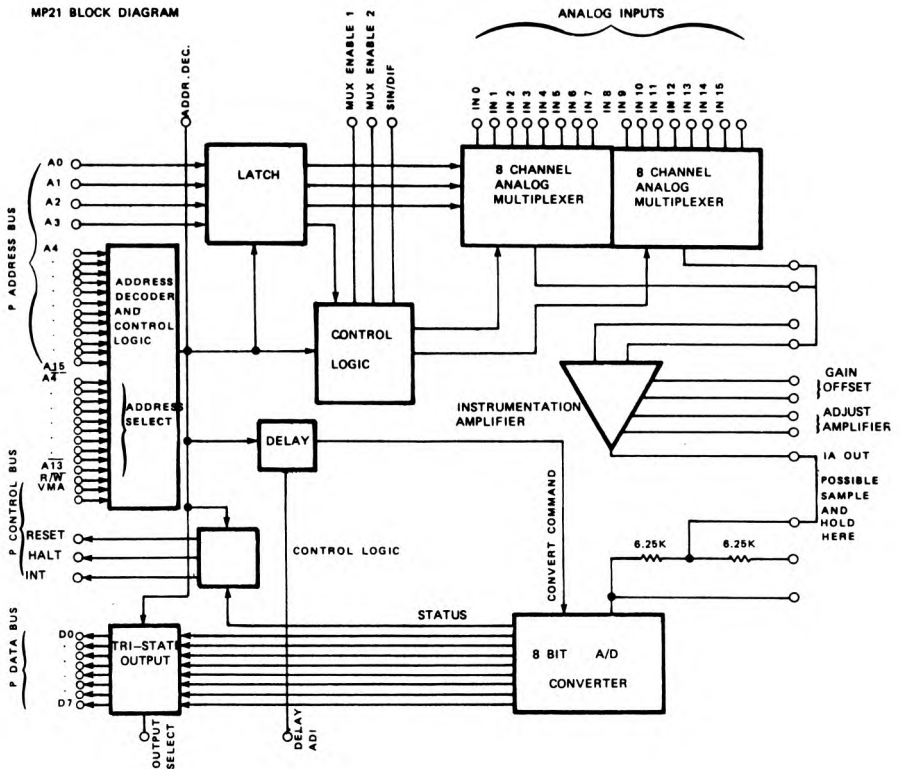 MP21 BLOCK DIAGRAM
ANALOG INPUTS
ADDR. DEC.
MUX ENABLE 1
MUX ENABLE 2
SIN/DIF
IN 0
IN 1
IN 2
IN 3
IN 4
IN 5
IN 6
IN 7
IN 8
IN 9
IN 10
IN 11
IN 12
IN 13
IN 14
IN 15
P ADDRESS BUS
A0
A1
A2
A3
LATCH
8 CHANNEL
ANALOG
MULTIPLEXER
8 CHANNEL
ANALOG
MULTIPLEXER
A4
ADDRESS
DECODER
AND
CONTROL
LOGIC
A15
A4
ADDRESS
SELECT
A13
R/W
VMA
CONTROL
LOGIC
INSTRUMENTATION
AMPLIFIER
GAIN
OFFSET
ADJUST
AMPLIFIER
IA OUT
POSSIBLE
SAMPLE
AND
HOLD
HERE
DELAY
P CONTROL BUS
RESET
HALT
INT
CONTROL LOGIC
CONVERT COMMAND
6.25K
6.25K
STATUS
P DATA BUS
D0
D7
TRI-STATE
OUTPUT
8 BIT A/D
CONVERTER
OUTPUT
SELECT
DELAY
ADJ